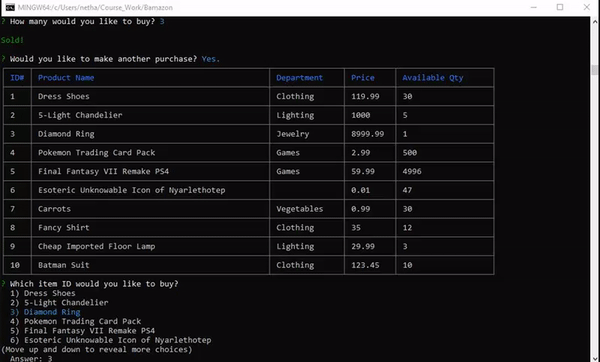 MINGW64:/c/Users/netha/Course_Work/Bamazon
? How many would you like to buy? 3
Sold!
? Would you like to make another purchase? Yes.
ID# Product Name Department Price Available Qty
1 Dress Shoes Clothing 119.99 30
2 5-Light Chandelier Lighting 1000 5
3 Diamond Ring Jewelry 8999.99 1
4 Pokemon Trading Card Pack Games 2.99 500
5 Final Fantasy VII Remake PS4 Games 59.99 4996
6 Esoteric Unknowable Icon of Nyarlethotep 0.01 47
7 Carrots Vegetables 0.99 30
8 Fancy Shirt Clothing 35 12
9 Cheap Imported Floor Lamp Lighting 29.99 3
10 Batman Suit Clothing 123.45 10
? Which item ID would you like to buy?
1) Dress Shoes
2) 5-Light Chandelier
3) Diamond Ring
4) Pokemon Trading Card Pack
5) Final Fantasy VII Remake PS4
6) Esoteric Unknowable Icon of Nyarlethotep
(Move up and down to reveal more choices)
Answer: 3